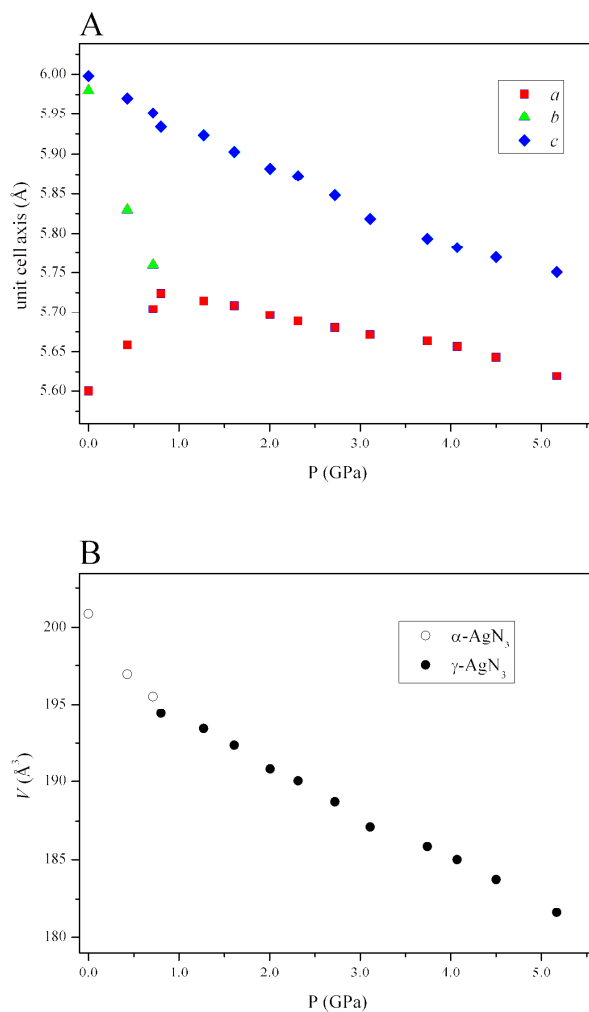 A
6.00
5.95
5.90
5.85
5.80
5.75
5.70
5.65
5.60
unit cell axis (Å)
a
b
c
0.0 1.0 2.0 3.0 4.0 5.0
P (GPa)
B
200
195
190
185
180
V (Å³)
α-AgN₃
γ-AgN₃
0.0 1.0 2.0 3.0 4.0 5.0
P (GPa)